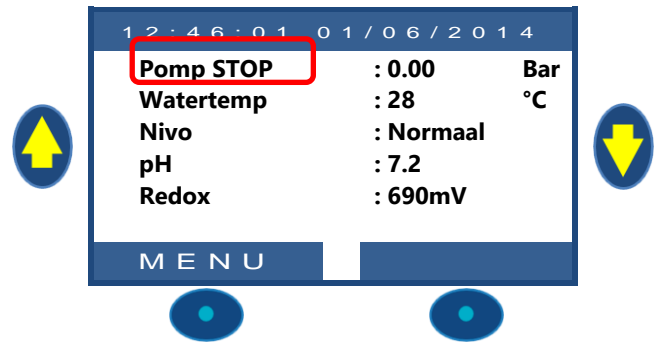 12:46:01 01/06/2014
Pomp STOP : 0.00 Bar
Watertemp : 28 °C
Nivo : Normaal
pH : 7.2
Redox : 690mV
MENU